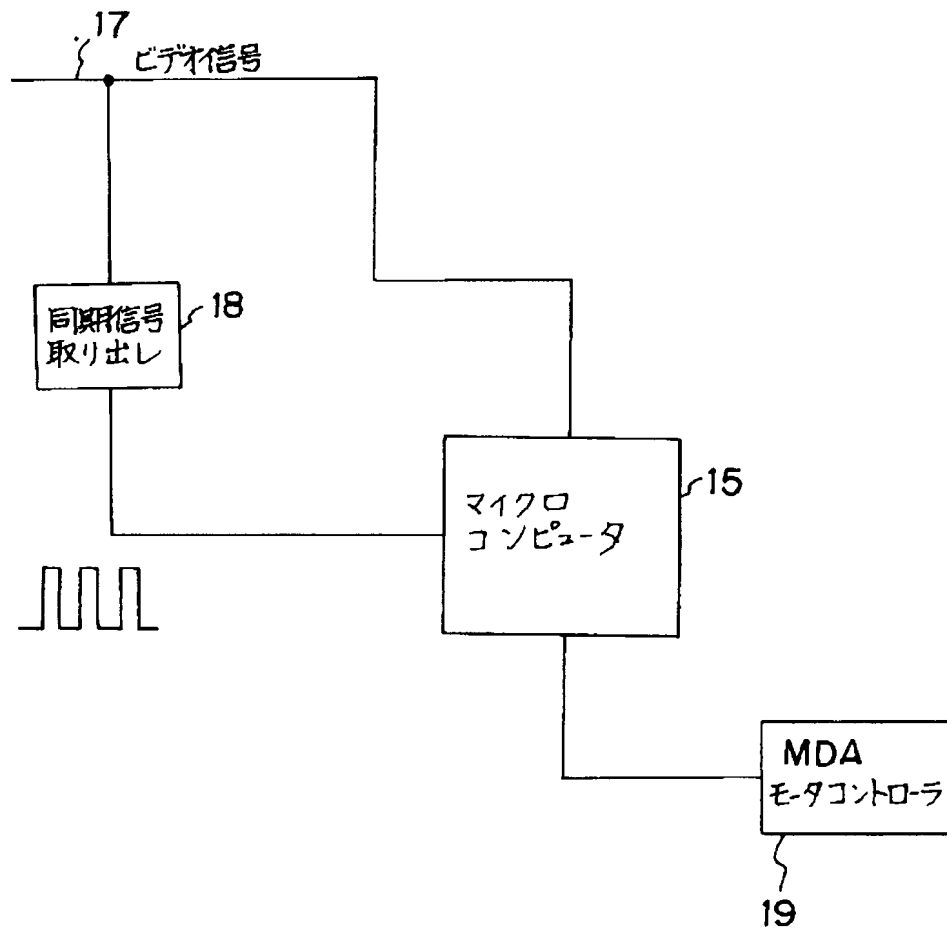 17
ビデオ信号
同期信号
取り出し
18
マイクロ
コンピュータ
15
MDA
モータコントローラ
19